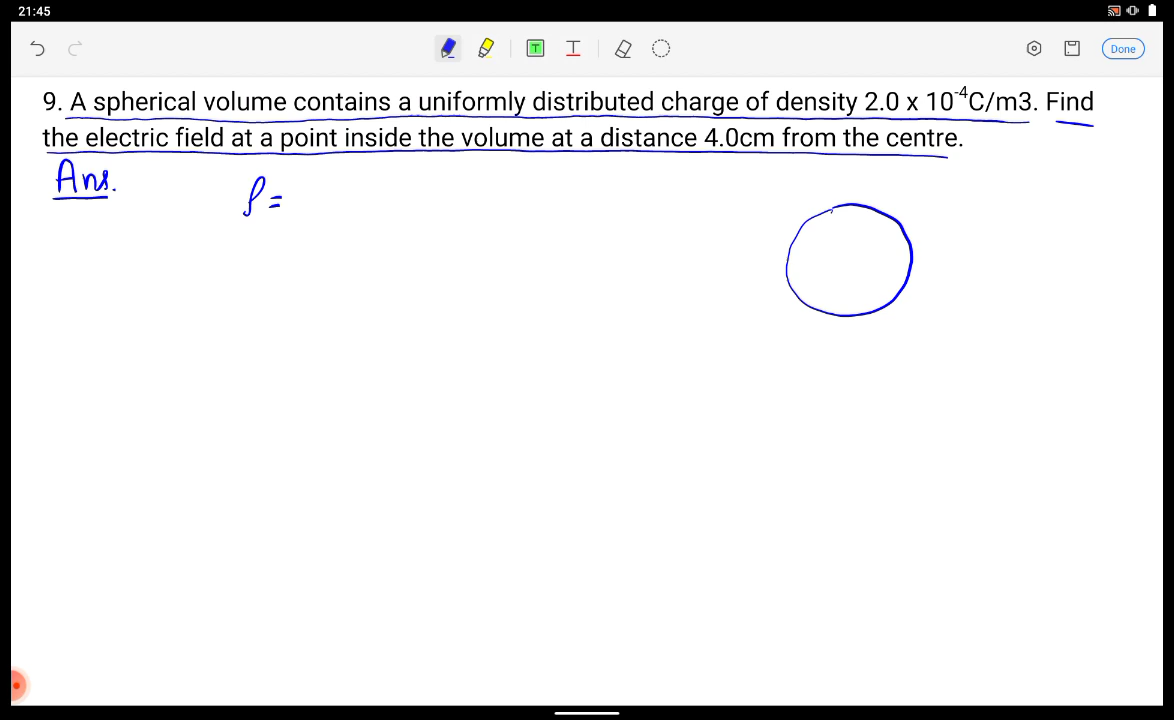 21:45
Done
9. A spherical volume contains a uniformly distributed charge of density 2.0 x 10⁻⁴C/m3. Find
the electric field at a point inside the volume at a distance 4.0cm from the centre.
Ans.
ρ =